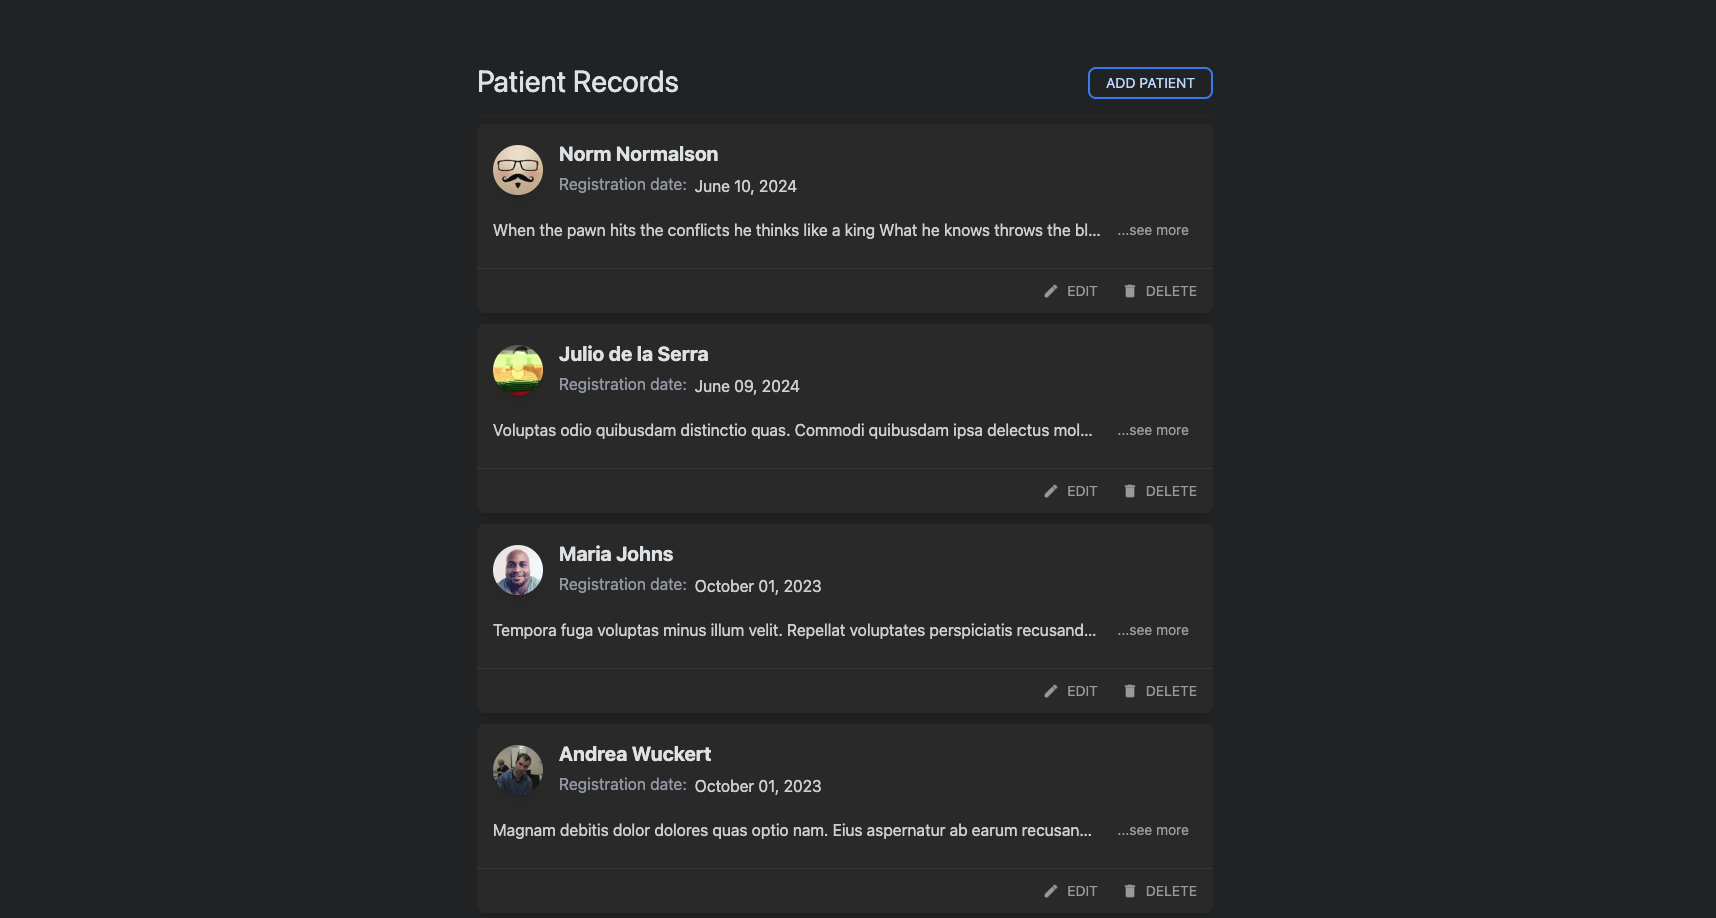 Patient Records
ADD PATIENT
Norm Normalson
Registration date: June 10, 2024
When the pawn hits the conflicts he thinks like a king What he knows throws the bl... ...see more
EDIT DELETE
Julio de la Serra
Registration date: June 09, 2024
Voluptas odio quibusdam distinctio quas. Commodi quibusdam ipsa delectus mol... ...see more
EDIT DELETE
Maria Johns
Registration date: October 01, 2023
Tempora fuga voluptas minus illum velit. Repellat voluptates perspiciatis recusand... ...see more
EDIT DELETE
Andrea Wuckert
Registration date: October 01, 2023
Magnam debitis dolor dolores quas optio nam. Eius aspernatur ab earum recusan... ...see more
EDIT DELETE